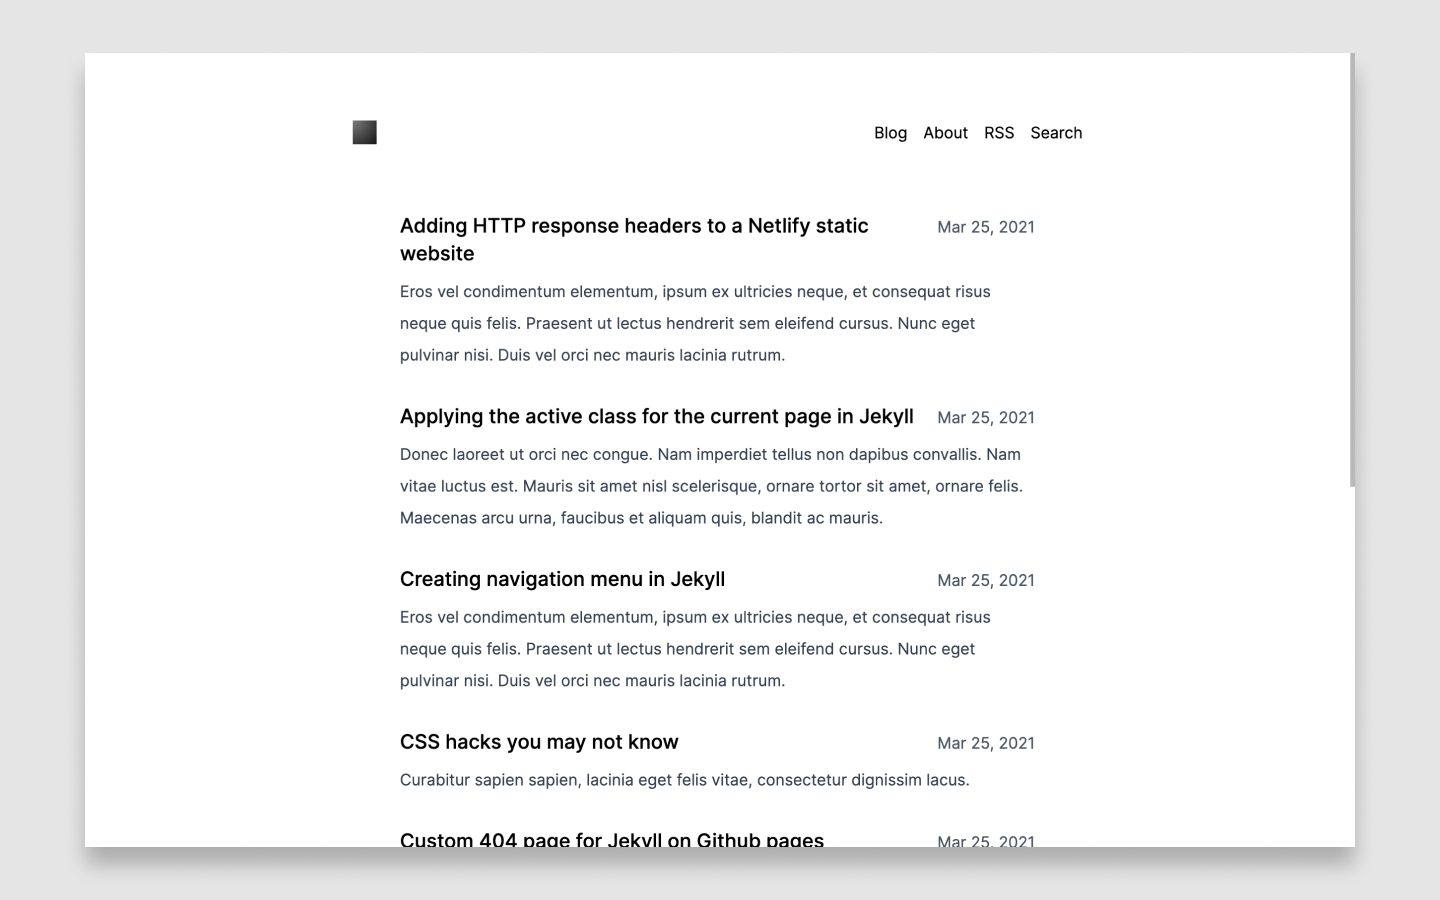 Blog About RSS Search
Adding HTTP response headers to a Netlify static Mar 25, 2021
website
Eros vel condimentum elementum, ipsum ex ultricies neque, et consequat risus
neque quis felis. Praesent ut lectus hendrerit sem eleifend cursus. Nunc eget
pulvinar nisi. Duis vel orci nec mauris lacinia rutrum.
Applying the active class for the current page in Jekyll Mar 25, 2021
Donec laoreet ut orci nec congue. Nam imperdiet tellus non dapibus convallis. Nam
vitae luctus est. Mauris sit amet nisl scelerisque, ornare tortor sit amet, ornare felis.
Maecenas arcu urna, faucibus et aliquam quis, blandit ac mauris.
Creating navigation menu in Jekyll Mar 25, 2021
Eros vel condimentum elementum, ipsum ex ultricies neque, et consequat risus
neque quis felis. Praesent ut lectus hendrerit sem eleifend cursus. Nunc eget
pulvinar nisi. Duis vel orci nec mauris lacinia rutrum.
CSS hacks you may not know Mar 25, 2021
Curabitur sapien sapien, lacinia eget felis vitae, consectetur dignissim lacus.
Custom 404 page for Jekyll on Github pages Mar 25, 2021